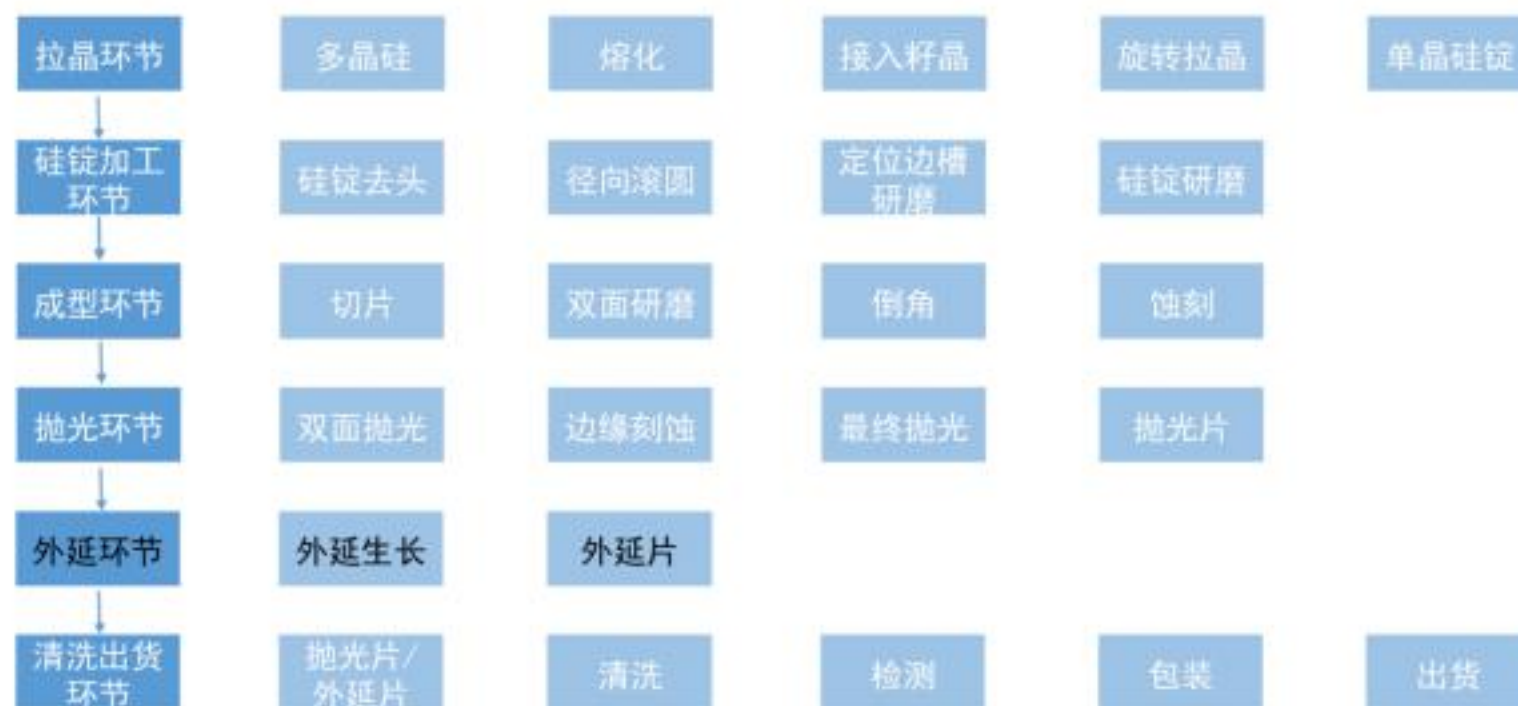 拉晶环节
多晶硅
熔化
接入籽晶
旋转拉晶
单晶硅锭
硅锭加工
环节
硅锭去头
径向滚圆
定位边槽
研磨
硅锭研磨
成型环节
切片
双面研磨
倒角
蚀刻
抛光环节
双面抛光
边缘刻蚀
最终抛光
抛光片
外延环节
外延生长
外延片
清洗出货
环节
抛光片/
外延片
清洗
检测
包装
出货